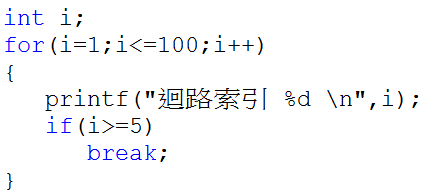 int i;
for(i=1;i<=100;i++)
{
   printf("迴路索引 %d \n",i);
   if(i>=5)
      break;
}